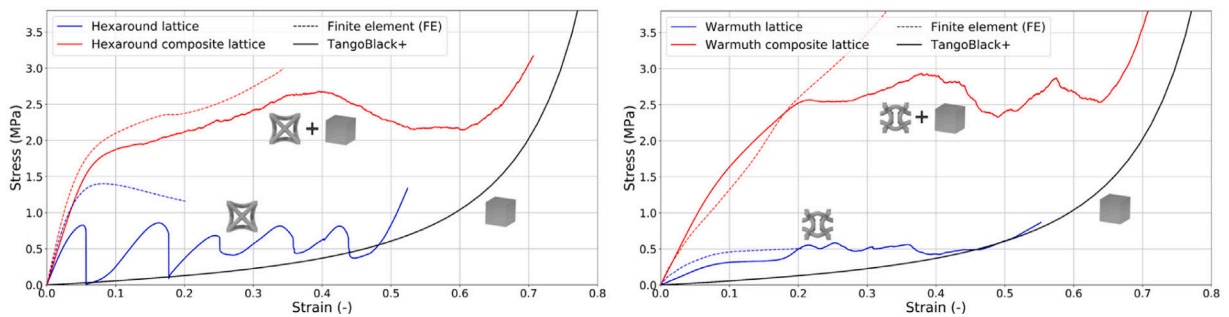 Hexaround lattice
Hexaround composite lattice
Finite element (FE)
TangoBlack+
Stress (MPa)
3.5
3.0
2.5
2.0
1.5
1.0
0.5
0.0
+
0.0 0.1 0.2 0.3 0.4 0.5 0.6 0.7 0.8
Strain (-)
Warmuth lattice
Warmuth composite lattice
Finite element (FE)
TangoBlack+
Stress (MPa)
3.5
3.0
2.5
2.0
1.5
1.0
0.5
0.0
+
0.0 0.1 0.2 0.3 0.4 0.5 0.6 0.7 0.8
Strain (-)